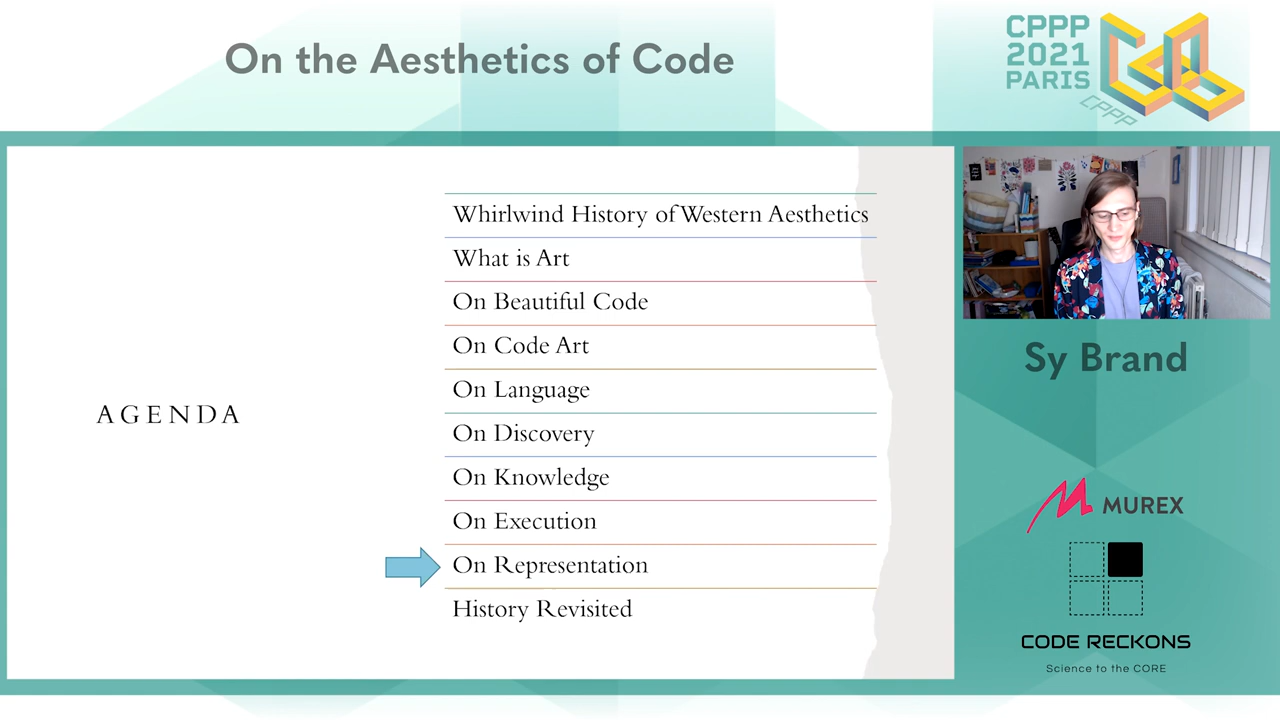 On the Aesthetics of Code
CPPP
2021
PARIS
CPPP
AGENDA
Whirlwind History of Western Aesthetics
What is Art
On Beautiful Code
On Code Art
On Language
On Discovery
On Knowledge
On Execution
On Representation
History Revisited
Sy Brand
MUREX
CODE RECKONS
Science to the CORE